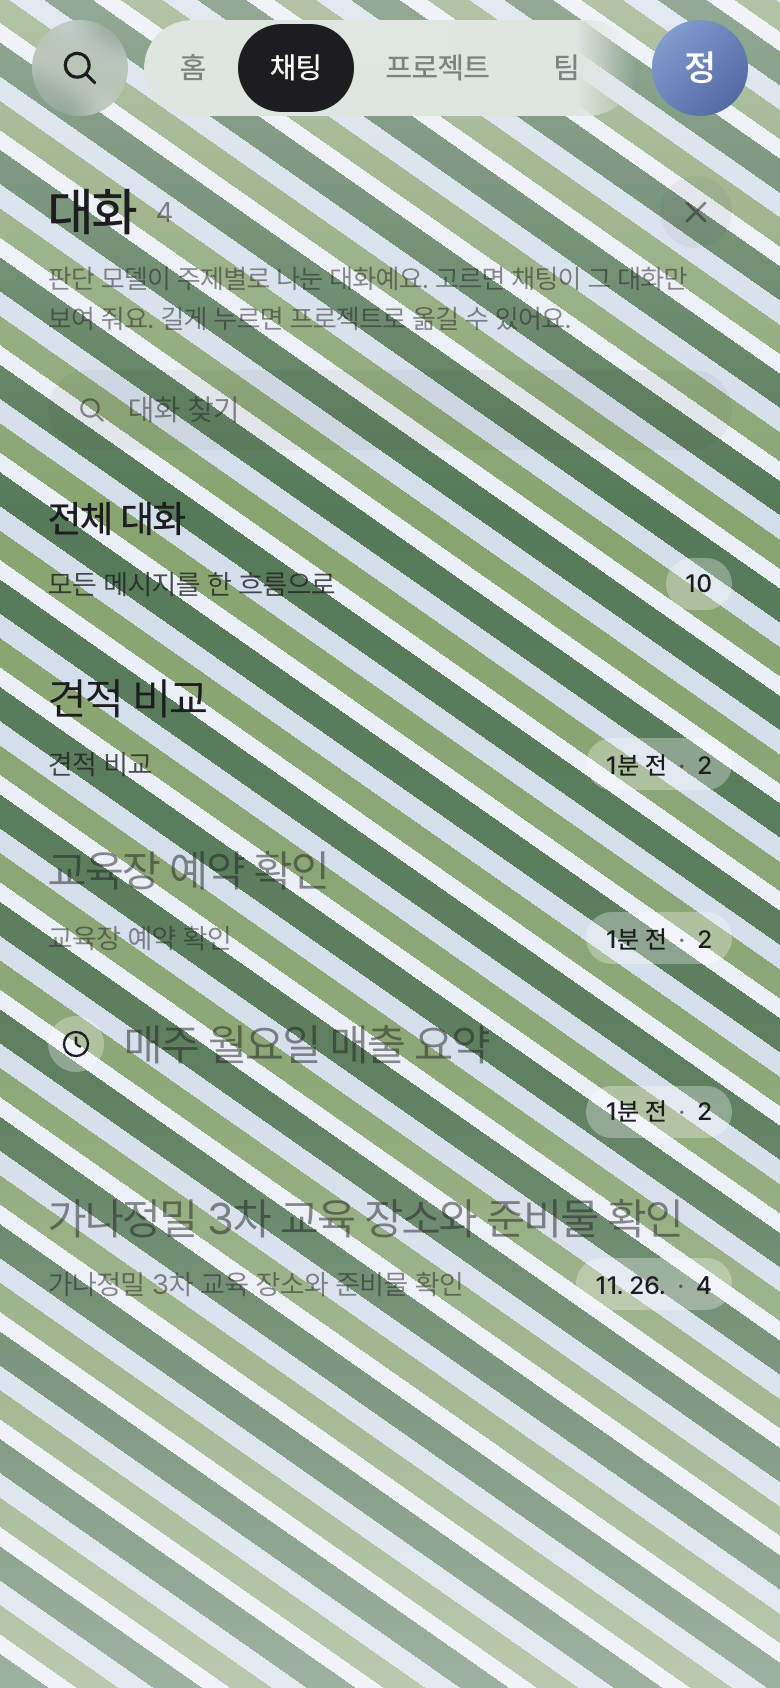 홈 채팅 프로젝트 팀 정
대화 4
판단 모델이 주제별로 나눈 대화예요. 고르면 채팅이 그 대화만
보여 줘요. 길게 누르면 프로젝트로 옮길 수 있어요.
대화 찾기
전체 대화
모든 메시지를 한 흐름으로 10
견적 비교
견적 비교 1분 전 · 2
교육장 예약 확인
교육장 예약 확인 1분 전 · 2
매주 월요일 매출 요약
1분 전 · 2
가나정밀 3차 교육 장소와 준비물 확인
가나정밀 3차 교육 장소와 준비물 확인 11. 26. · 4